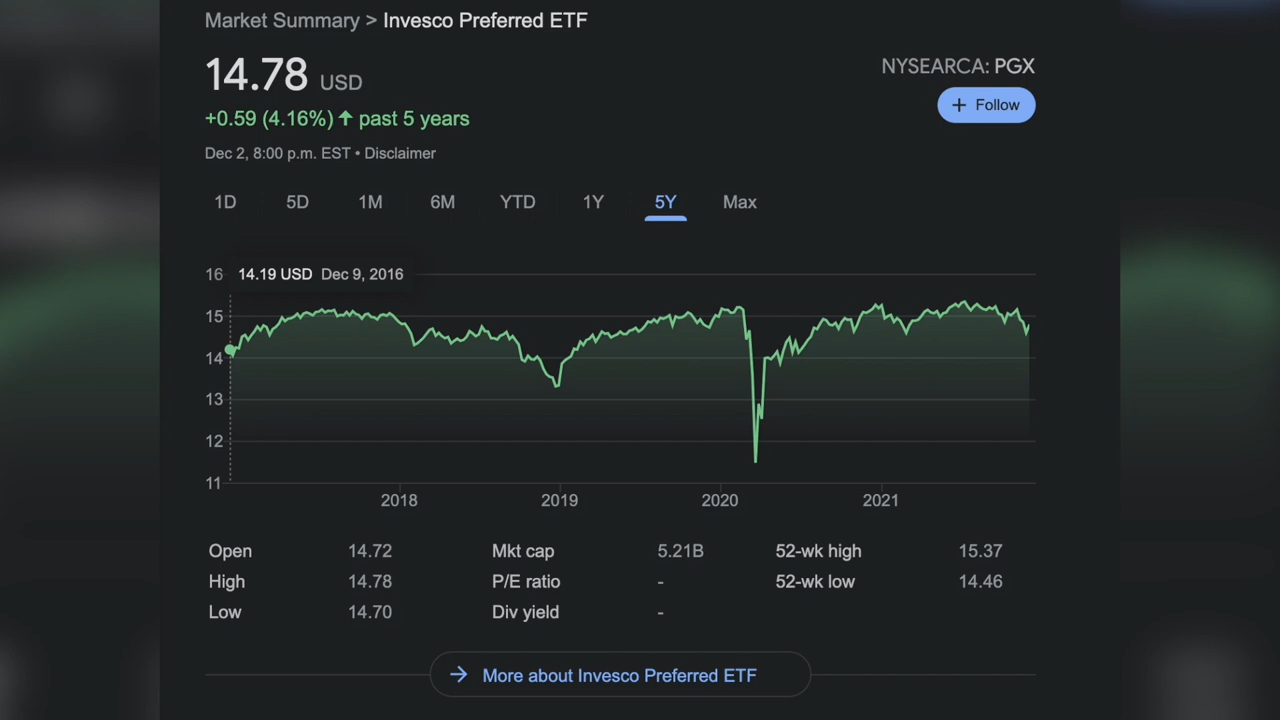 Market Summary > Invesco Preferred ETF
14.78 USD
NYSEARCA: PGX
+0.59 (4.16%) ↑ past 5 years
+ Follow
Dec 2, 8:00 p.m. EST • Disclaimer
1D 5D 1M 6M YTD 1Y 5Y Max
14.19 USD Dec 9, 2016
16
15
14
13
12
11
2018 2019 2020 2021
Open 14.72 Mkt cap 5.21B 52-wk high 15.37
High 14.78 P/E ratio - 52-wk low 14.46
Low 14.70 Div yield -
→ More about Invesco Preferred ETF